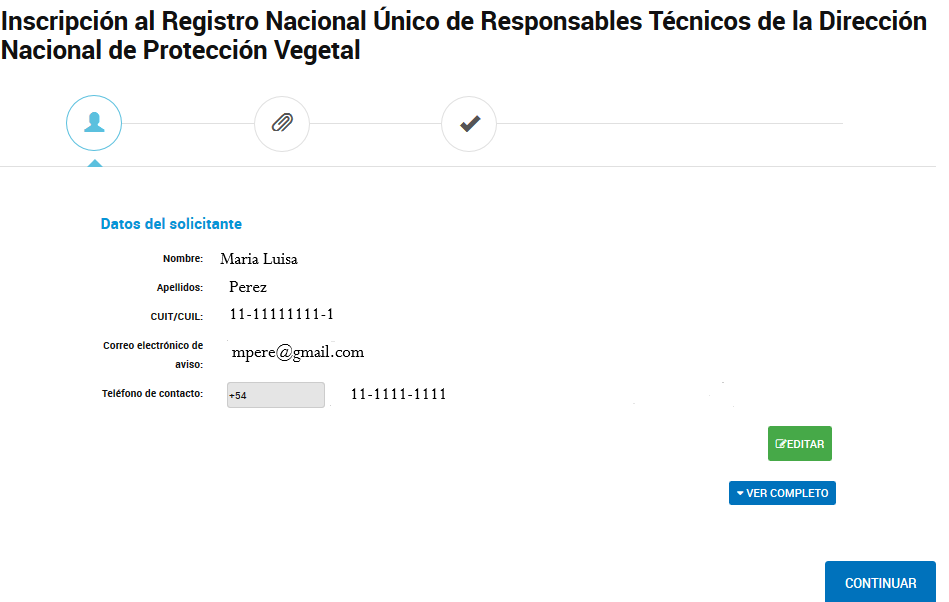 Inscripción al Registro Nacional Único de Responsables Técnicos de la Dirección
Nacional de Protección Vegetal
Datos del solicitante
Nombre: Maria Luisa
Apellidos: Perez
CUIT/CUIL: 11-11111111-1
Correo electrónico de
aviso: mpere@gmail.com
Teléfono de contacto: +54 11-1111-1111
EDITAR
VER COMPLETO
CONTINUAR